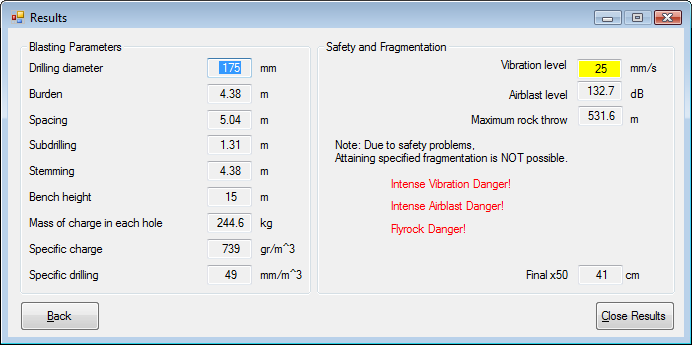 Results
Blasting Parameters
Drilling diameter 175 mm
Burden 4.38 m
Spacing 5.04 m
Subdrilling 1.31 m
Stemming 4.38 m
Bench height 15 m
Mass of charge in each hole 244.6 kg
Specific charge 739 gr/m^3
Specific drilling 49 mm/m^3
Safety and Fragmentation
Vibration level 25 mm/s
Airblast level 132.7 dB
Maximum rock throw 531.6 m
Note: Due to safety problems,
Attaining specified fragmentation is NOT possible.
Intense Vibration Danger!
Intense Airblast Danger!
Flyrock Danger!
Final x50 41 cm
Back
Close Results